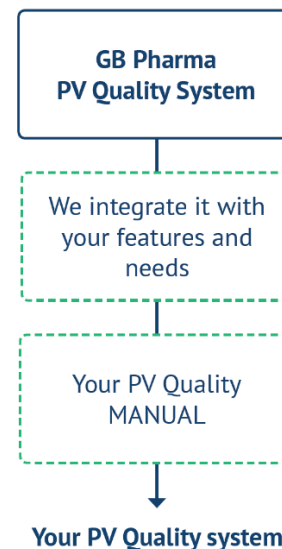 GB Pharma
PV Quality System
We integrate it with
your features and
needs
Your PV Quality
MANUAL
Your PV Quality system